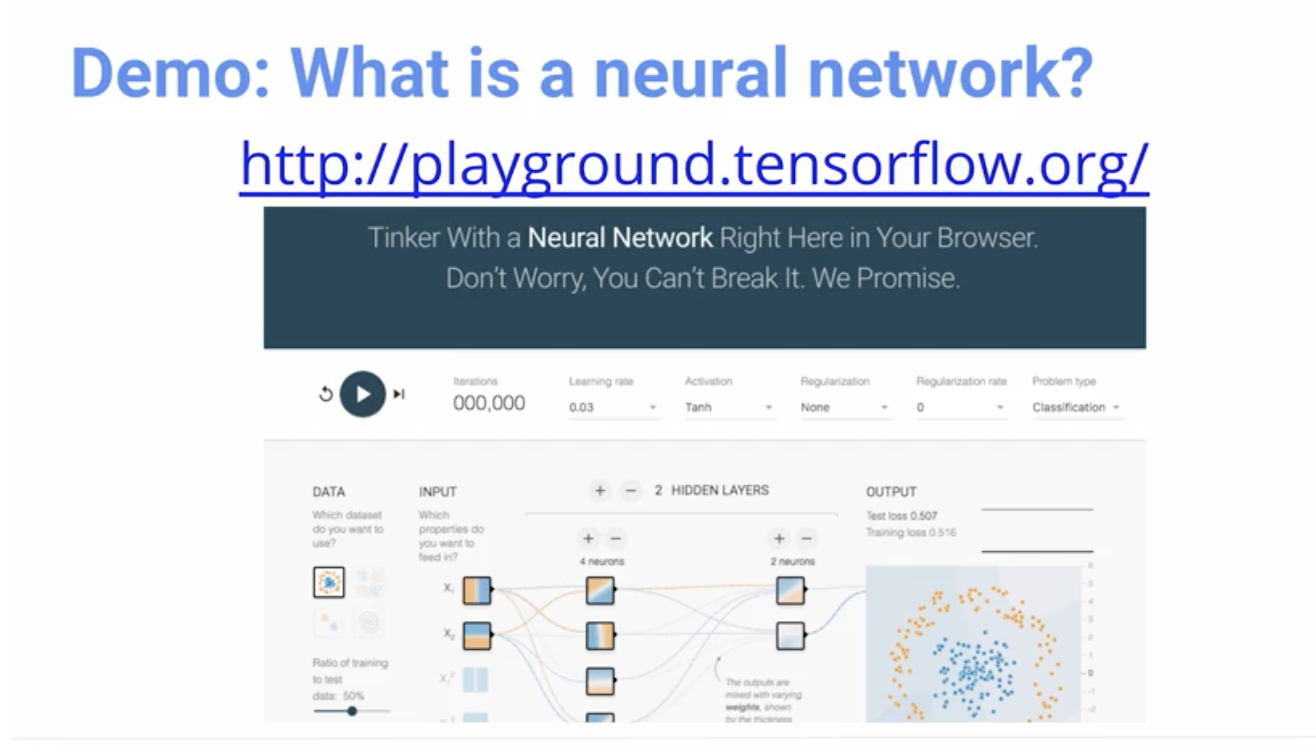 Demo: What is a neural network?
http://playground.tensorflow.org/
Tinker With a Neural Network Right Here in Your Browser.
Don't Worry, You Can't Break It. We Promise.
Iterations
000,000
Learning rate
0.03
Activation
Tanh
Regularization
None
Regularization rate
0
Problem type
Classification
DATA
Which dataset
do you want to
use?
Ratio of training
to test
data: 50%
INPUT
Which
properties do
you want to
feed in?
X₁
X₂
X₁²
+ − 2 HIDDEN LAYERS
+ −
4 neurons
+ −
2 neurons
The outputs are
mixed with varying
weights, shown
by the thickness
OUTPUT
Test loss 0.507
Training loss 0.516
6
5
4
3
2
1
0
-1
-2